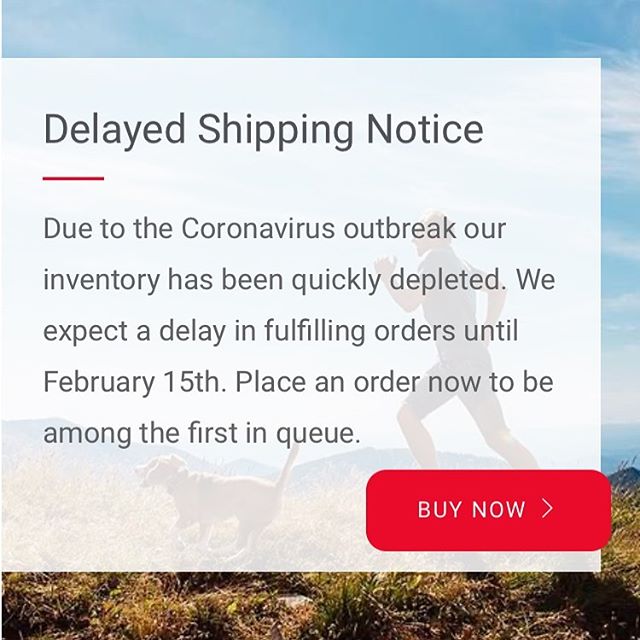 Delayed Shipping Notice
Due to the Coronavirus outbreak our
inventory has been quickly depleted. We
expect a delay in fulfilling orders until
February 15th. Place an order now to be
among the first in queue.
BUY NOW >